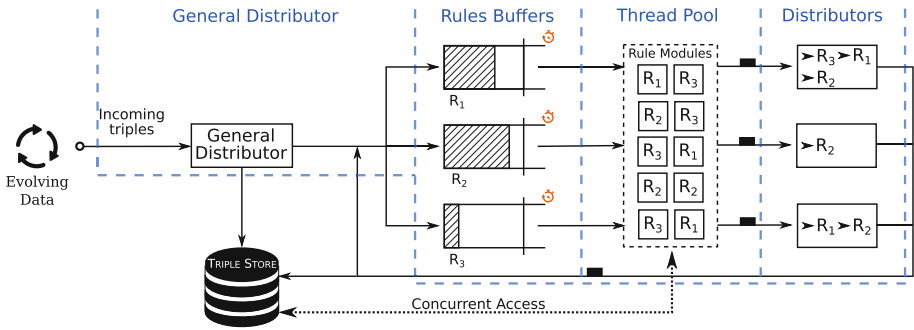 General Distributor
Rules Buffers
Thread Pool
Distributors
Incoming
triples
Evolving
Data
General
Distributor
TRIPLE STORE
R1
R2
R3
Rule Modules
R1 R3
R2 R3
R3 R1
R2 R2
R3 R1
➤R3 ➤R1
➤R2
➤R2
➤R1 ➤R2
Concurrent Access